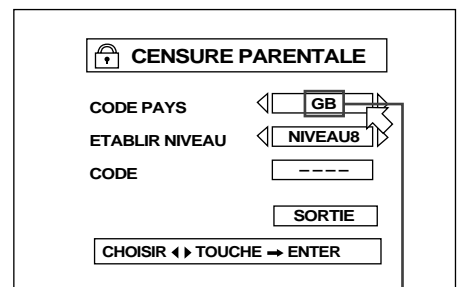 CENSURE PARENTALE
CODE PAYS GB
ETABLIR NIVEAU NIVEAU8
CODE ----
SORTIE
CHOISIR TOUCHE → ENTER